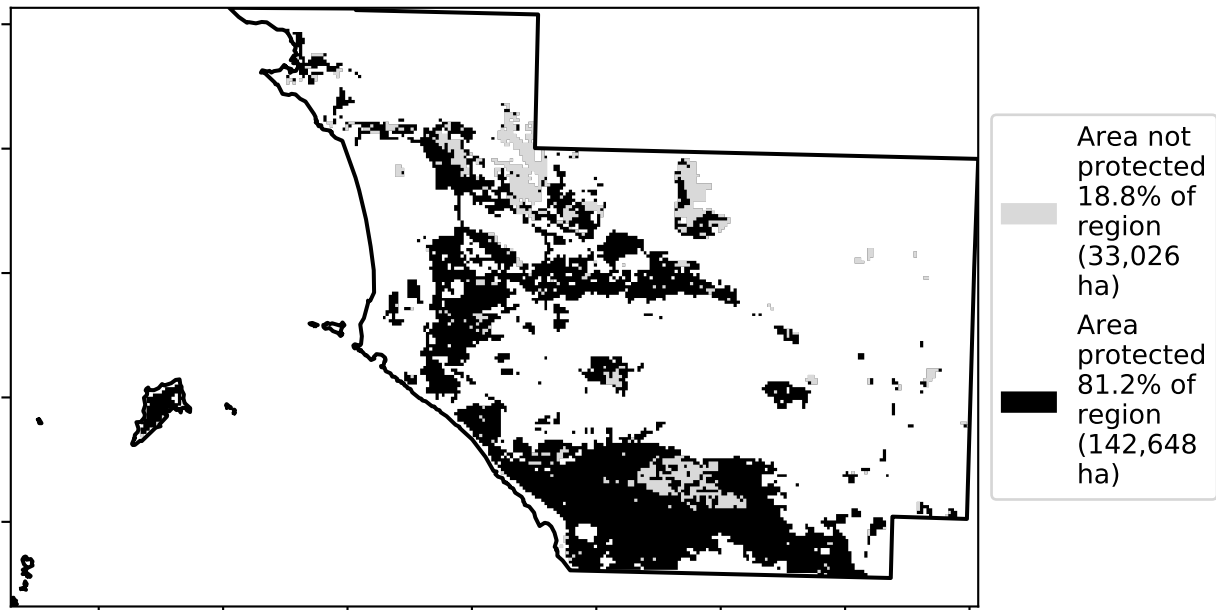 Area not
protected
18.8% of
region
(33,026
ha)
Area
protected
81.2% of
region
(142,648
ha)